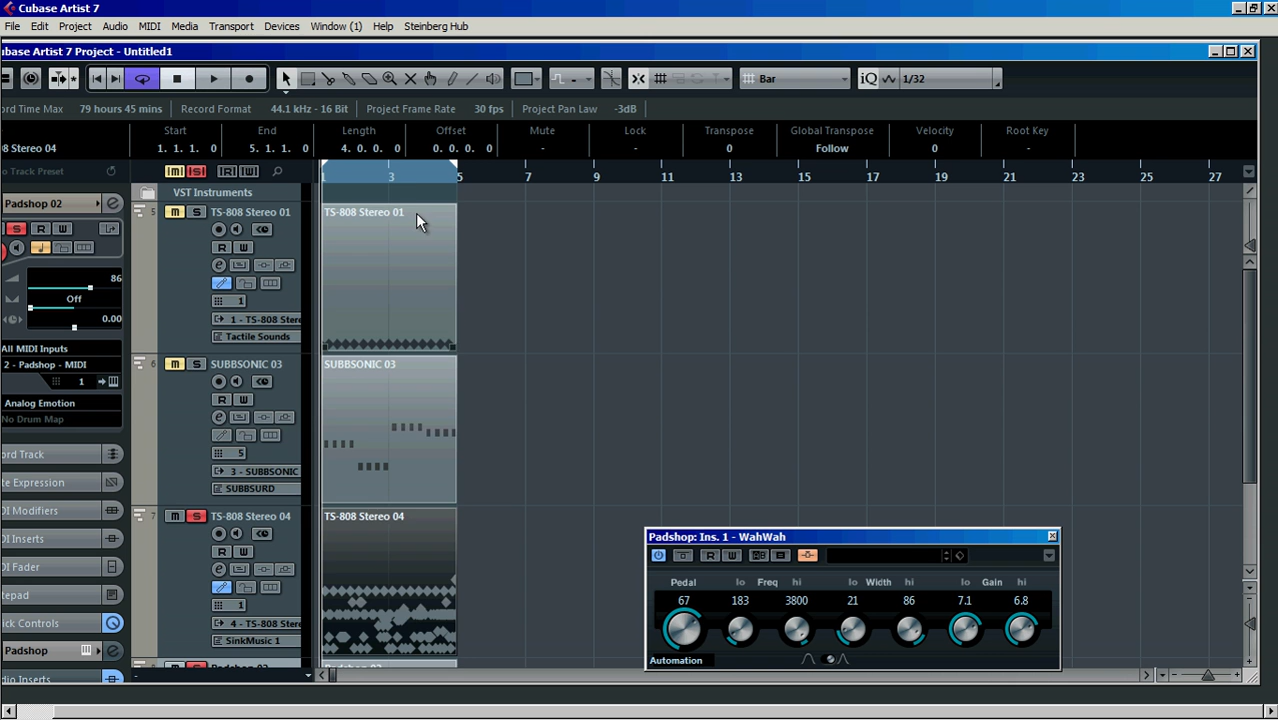 Cubase Artist 7
File Edit Project Audio MIDI Media Transport Devices Window (1) Help Steinberg Hub
ubase Artist 7 Project - Untitled1
Bar iQ 1/32
ord Time Max 79 hours 45 mins Record Format 44.1 kHz - 16 Bit Project Frame Rate 30 fps Project Pan Law -3dB
Start End Length Offset Mute Lock Transpose Global Transpose Velocity Root Key
8 Stereo 04 1. 1. 1. 0 5. 1. 1. 0 4. 0. 0. 0 0. 0. 0. 0 - - 0 Follow 0 -
o Track Preset
1 3 5 7 9 11 13 15 17 19 21 23 25 27
VST Instruments
Padshop 02
5 m S TS-808 Stereo 01
TS-808 Stereo 01
S R W
R W
86
Off
1
0.00
1 - TS-808 Stere
Tactile Sounds
All MIDI Inputs
2 - Padshop - MIDI
1
Analog Emotion
No Drum Map
6 m S SUBBSONIC 03
SUBBSONIC 03
R W
5
3 - SUBBSONIC
SUBBSURD
ord Track
te Expression
DI Modifiers
DI Inserts
DI Fader
tepad
ick Controls
Padshop
dio Inserts
7 m S TS-808 Stereo 04
TS-808 Stereo 04
R W
1
4 - TS-808 Stere
SinkMusic 1
Padshop 02
Padshop 02
Padshop: Ins. 1 - WahWah
R W
Pedal lo Freq hi lo Width hi lo Gain hi
67 183 3800 21 86 7.1 6.8
Automation